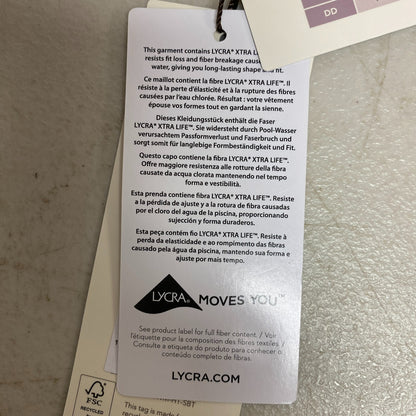 DD
This garment contains LYCRA® XTRA LIFE™
resists fit loss and fiber breakage cause
water, giving you long-lasting shape and fit.
Ce maillot contient la fibre LYCRA® XTRA LIFE™. Il
résiste à la perte d'élasticité et à la rupture des fibres
causées par l'eau chlorée. Résultat : votre vêtement
épouse vos formes tout en gardant la sienne.
Dieses Kleidungsstück enthält die Faser
LYCRA® XTRA LIFE™. Sie widersteht durch Pool-Wasser
verursachtem Passformverlust und Faserbruch und
sorgt somit für langlebige Formbeständigkeit und Fit.
Questo capo contiene la fibra LYCRA® XTRA LIFE™.
Offre maggiore resistenza alle rotture della fibra
causate da acqua clorata mantenendo nel tempo
forma e vestibilità.
Esta prenda contiene fibra LYCRA® XTRA LIFE™. Resiste
a la pérdida de ajuste y a la rotura de fibra causadas
por el cloro del agua de la piscina, proporcionando
sujección y forma duraderas.
Esta peça contém fio LYCRA® XTRA LIFE™. Resiste à
perda da elasticidade e ao rompimento das fibras
causado pela água da piscina, mantendo sua forma e
ajuste por mais tempo.
LYCRA® MOVES YOU™
See product label for full fiber content. / Voir
l'étiquette pour la composition des fibres textiles /
Consulte a etiqueta do produto para conhecer o
conteúdo completo de fibras.
LYCRA.COM
FSC
RECYCLED
This tag is made